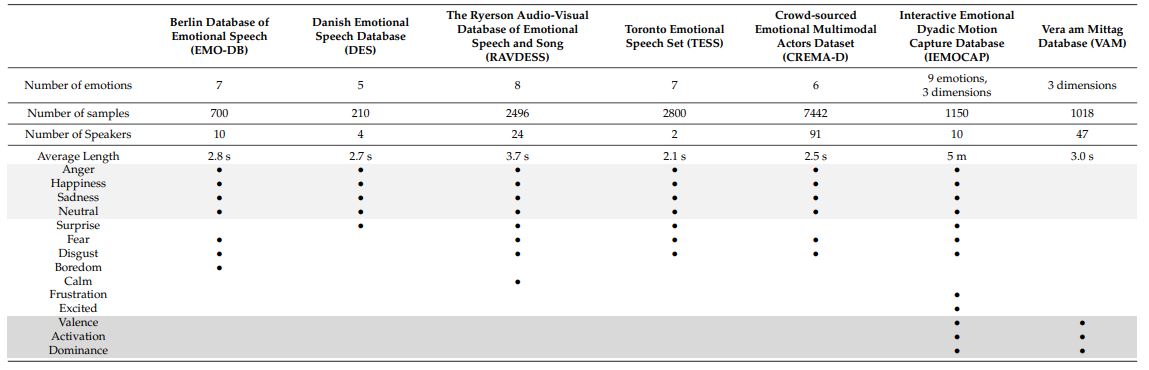 Berlin Database of Emotional Speech (EMO-DB) Danish Emotional Speech Database (DES) The Ryerson Audio-Visual Database of Emotional Speech and Song (RAVDESS) Toronto Emotional Speech Set (TESS) Crowd-sourced Emotional Multimodal Actors Dataset (CREMA-D) Interactive Emotional Dyadic Motion Capture Database (IEMOCAP) Vera am Mittag Database (VAM)
Number of emotions 7 5 8 7 6 9 emotions, 3 dimensions 3 dimensions
Number of samples 700 210 2496 2800 7442 1150 1018
Number of Speakers 10 4 24 2 91 10 47
Average Length 2.8 s 2.7 s 3.7 s 2.1 s 2.5 s 5 m 3.0 s
Anger • • • • • •
Happiness • • • • • •
Sadness • • • • • •
Neutral • • • • • •
Surprise • • • •
Fear • • • • •
Disgust • • • • •
Boredom •
Calm •
Frustration •
Excited •
Valence • •
Activation • •
Dominance • •